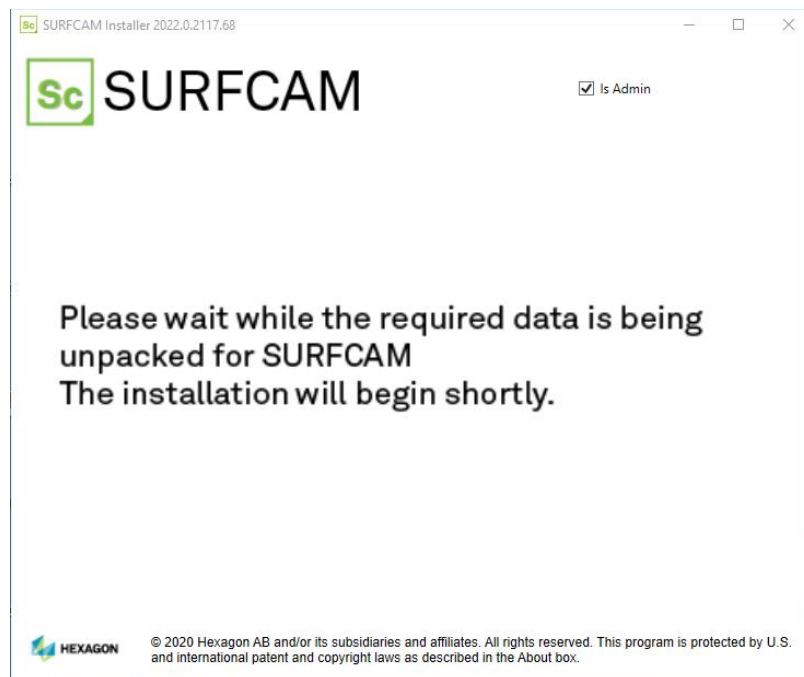 SURFCAM Installer 2022.0.2117.68
Sc SURFCAM
Is Admin
Please wait while the required data is being
unpacked for SURFCAM
The installation will begin shortly.
HEXAGON
© 2020 Hexagon AB and/or its subsidiaries and affiliates. All rights reserved. This program is protected by U.S.
and international patent and copyright laws as described in the About box.